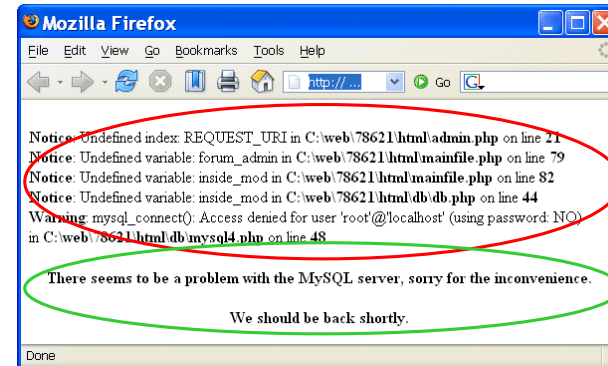 Mozilla Firefox
File Edit View Go Bookmarks Tools Help
http:// ... Go G
Notice: Undefined index: REQUEST_URI in C:\web\78621\html\admin.php on line 21
Notice: Undefined variable: forum_admin in C:\web\78621\html\mainfile.php on line 79
Notice: Undefined variable: inside_mod in C:\web\78621\html\mainfile.php on line 82
Notice: Undefined variable: inside_mod in C:\web\78621\html\db\db.php on line 44
Warning: mysql_connect(): Access denied for user 'root'@'localhost' (using password: NO)
in C:\web\78621\html\db\mysql4.php on line 48
There seems to be a problem with the MySQL server, sorry for the inconvenience.
We should be back shortly.
Done